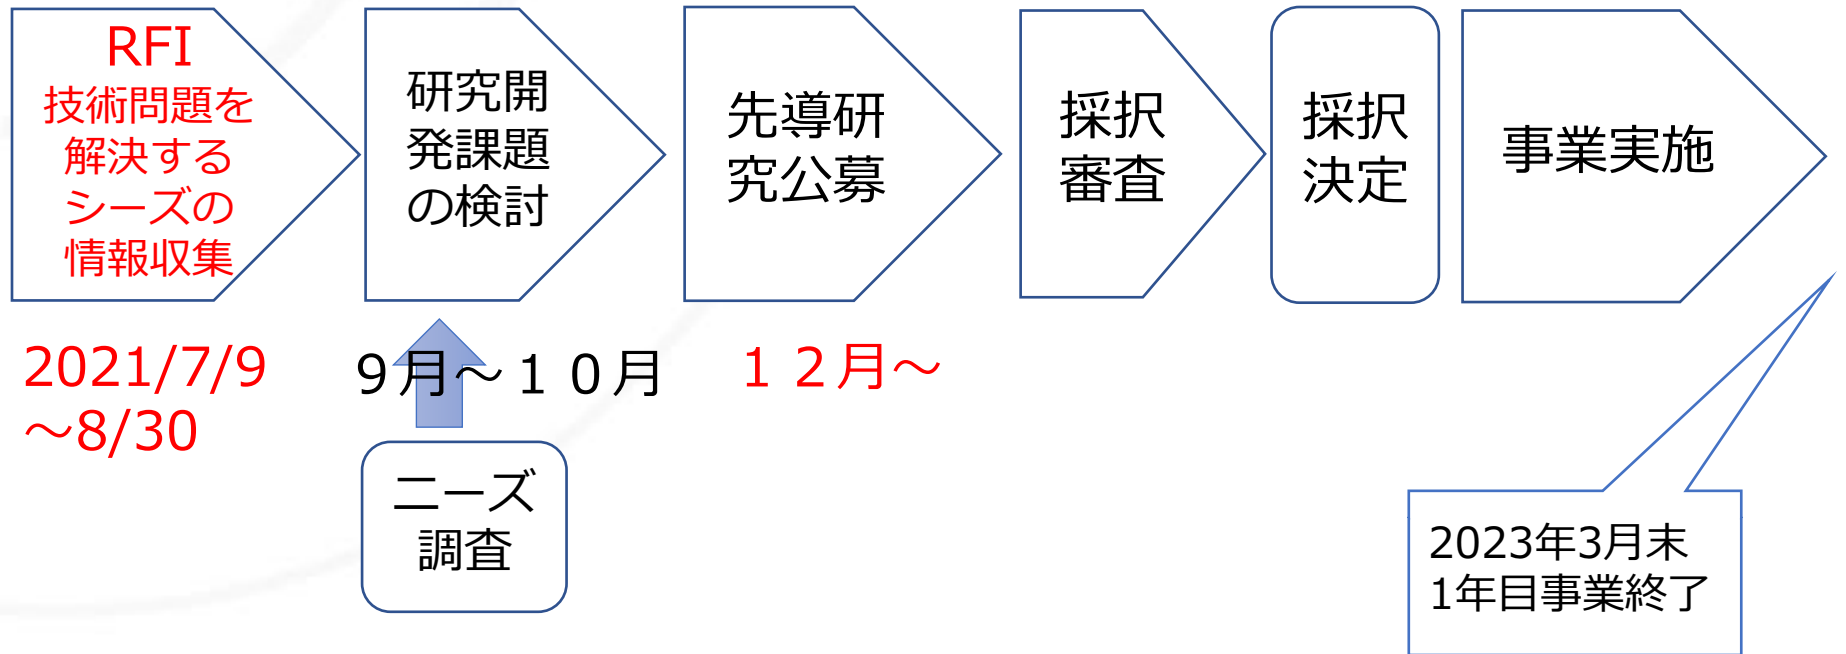 RFI
技術問題を
解決する
シーズの
情報収集
研究開
発課題
の検討
先導研
究公募
採択
審査
採択
決定
事業実施
2021/7/9
～8/30
９月～１０月
１２月～
ニーズ
調査
2023年3月末
1年目事業終了